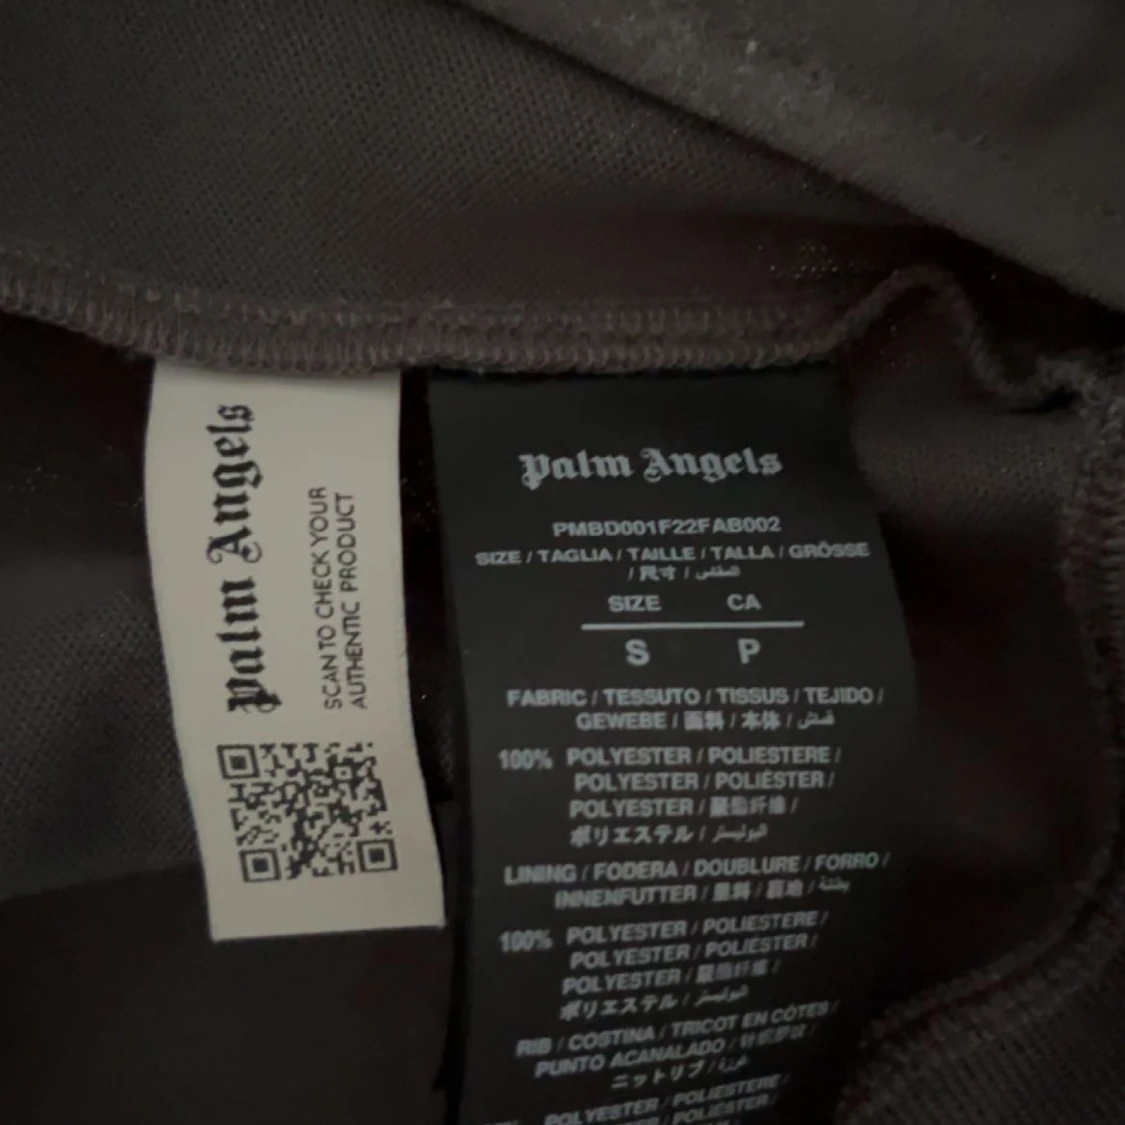 Palm Angels
SCAN TO CHECK YOUR
AUTHENTIC PRODUCT
Palm Angels
PMBD001F22FAB002
SIZE / TAGLIA / TAILLE / TALLA / GRÖSSE
/ 尺寸 / المقاس
SIZE CA
S P
FABRIC / TESSUTO / TISSUS / TEJIDO /
GEWEBE / 面料 / 本体 / قماش
100% POLYESTER / POLIESTERE /
POLYESTER / POLIÉSTER /
POLYESTER / 聚酯纤维 /
ポリエステル / البوليستر
LINING / FODERA / DOUBLURE / FORRO /
INNENFUTTER / 里料 / 裏地 / بطانة
100% POLYESTER / POLIESTERE /
POLYESTER / POLIÉSTER /
POLYESTER / 聚酯纤维 /
ポリエステル / البوليستر
RIB / COSTINA / TRICOT EN CÔTES /
PUNTO ACANALADO /
ニットリブ /
POLYESTER / POLIESTERE /
POLYESTER / POLIÉSTER /